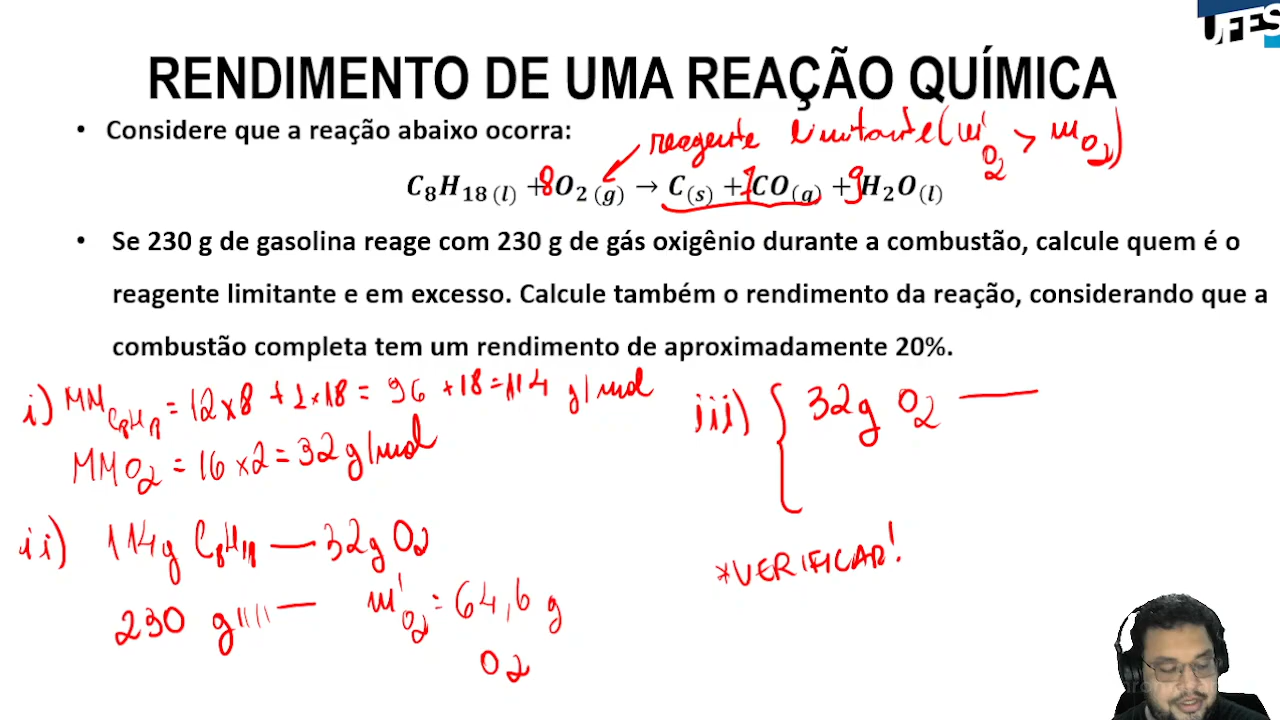 UFES
RENDIMENTO DE UMA REAÇÃO QUÍMICA
• Considere que a reação abaixo ocorra:
reagente limitante (m'O2 > mO2)
C8H18 (l) + 8O2 (g) → C(s) + 7CO(g) + 9H2O(l)
• Se 230 g de gasolina reage com 230 g de gás oxigênio durante a combustão, calcule quem é o
reagente limitante e em excesso. Calcule também o rendimento da reação, considerando que a
combustão completa tem um rendimento de aproximadamente 20%.
i) MM C8H18 = 12 x 8 + 1 x 18 = 96 + 18 = 114 g/mol
MM O2 = 16 x 2 = 32 g/mol
ii) 114g C8H18 — 32g O2
230 g '''' — m'O2 = 64,6 g
O2
iii) { 32g O2 —
*VERIFICAR!